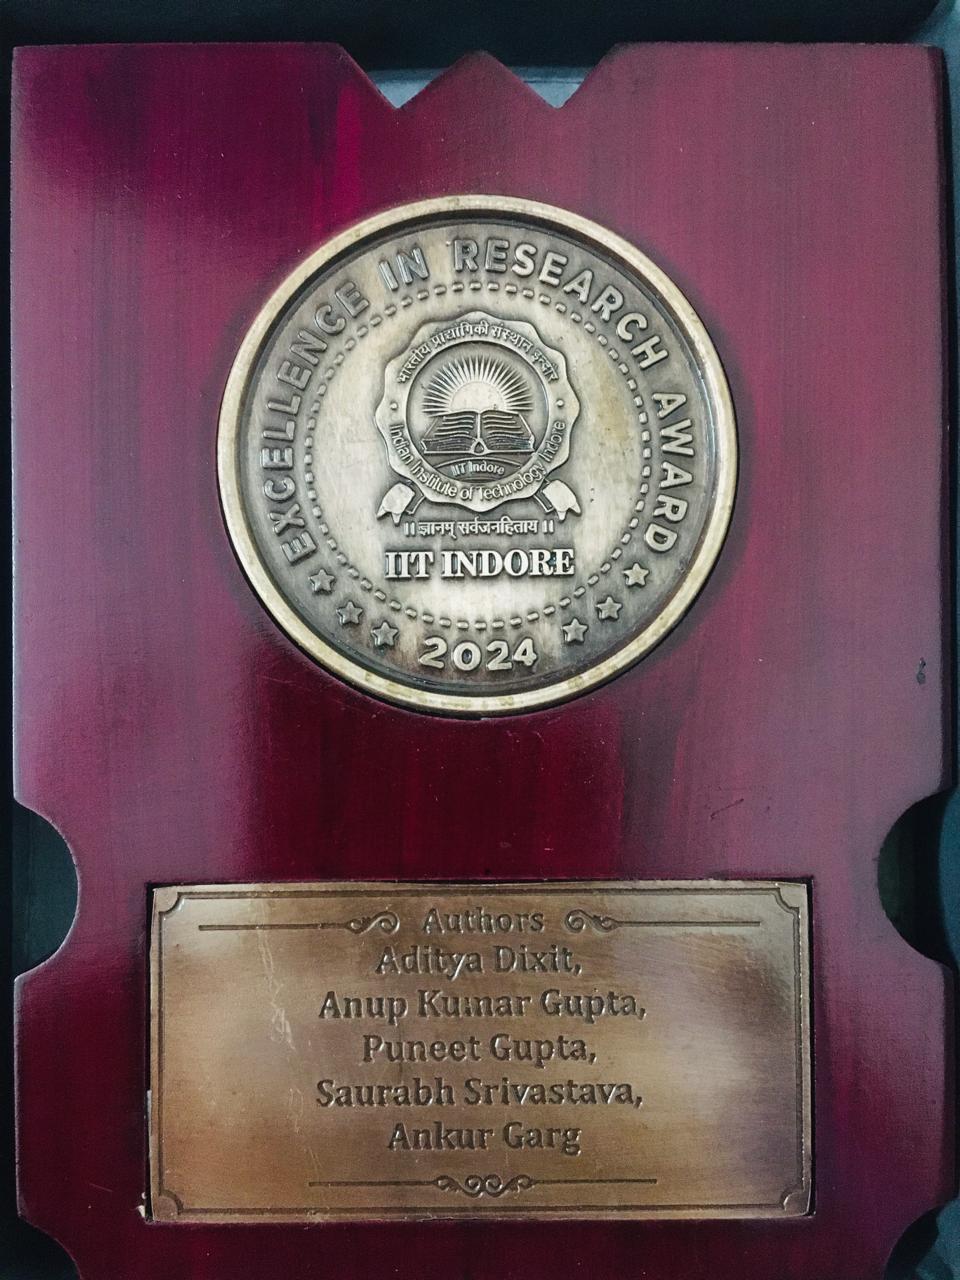 EXCELLENCE IN RESEARCH AWARD
भारतीय प्रौद्योगिकी संस्थान इन्दौर
IIT Indore
Indian Institute of Technology Indore
॥ ज्ञानम् सर्वजनहिताय ॥
IIT INDORE
2024
Authors
Aditya Dixit,
Anup Kumar Gupta,
Puneet Gupta,
Saurabh Srivastava,
Ankur Garg